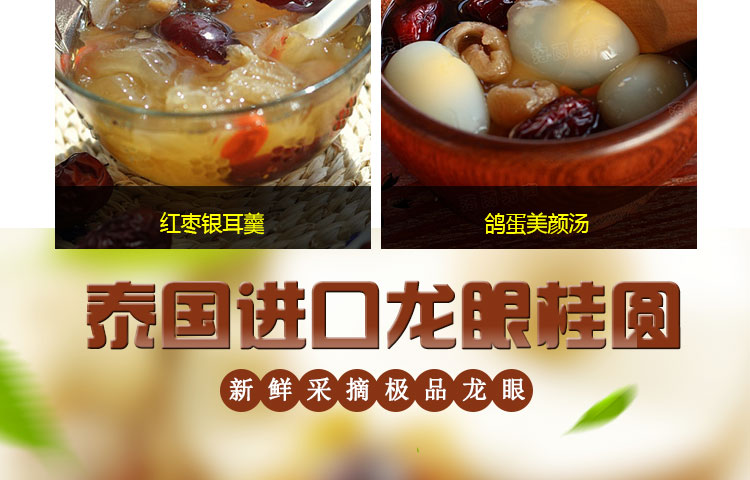 红枣银耳羹
鸽蛋美颜汤
泰国进口龙眼桂圆
新鲜采摘极品龙眼